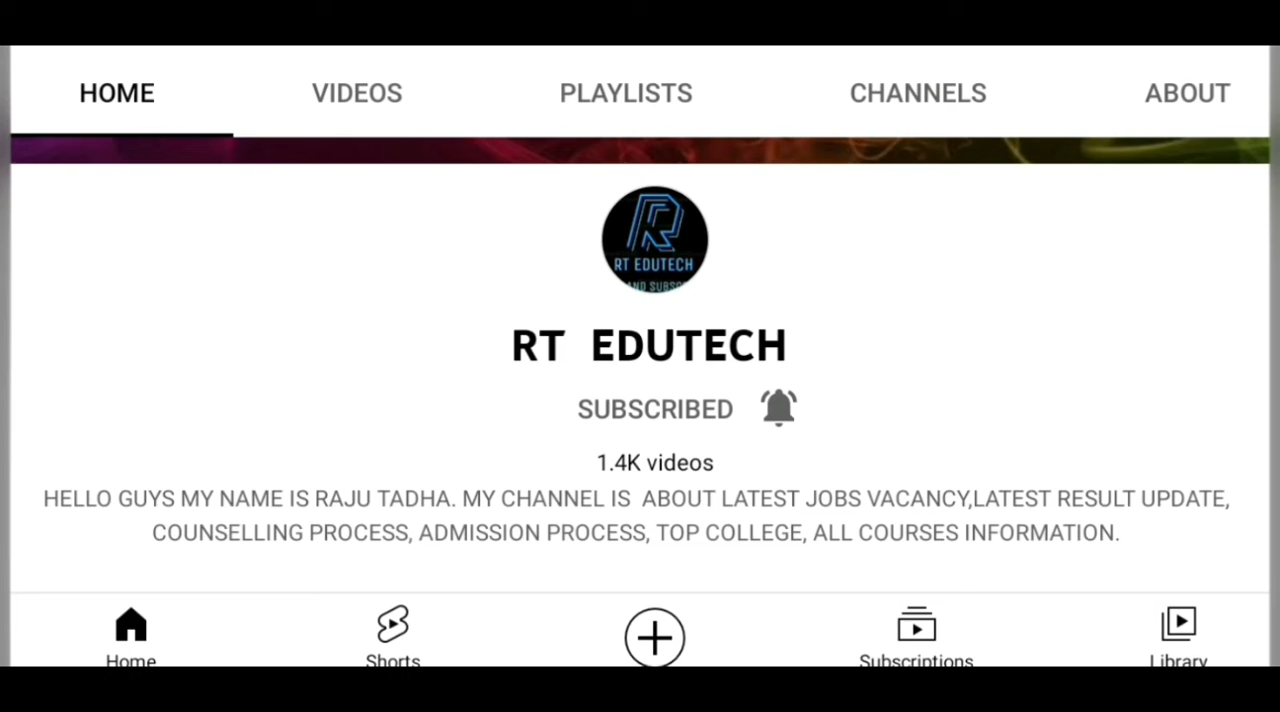 HOME VIDEOS PLAYLISTS CHANNELS ABOUT
RT EDUTECH
AND
RT EDUTECH
SUBSCRIBED
1.4K videos
HELLO GUYS MY NAME IS RAJU TADHA. MY CHANNEL IS ABOUT LATEST JOBS VACANCY,LATEST RESULT UPDATE,
COUNSELLING PROCESS, ADMISSION PROCESS, TOP COLLEGE, ALL COURSES INFORMATION.
Home Shorts Subscriptions Library